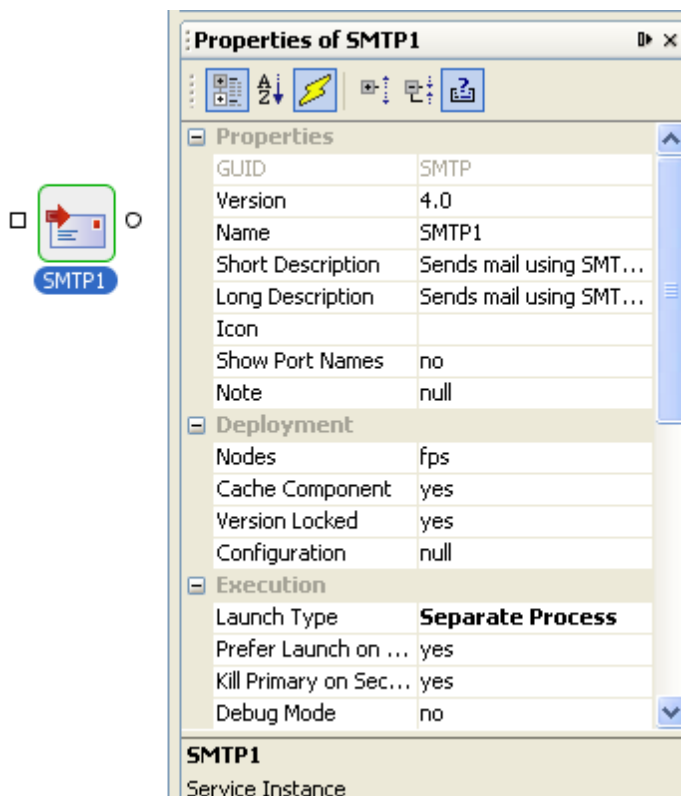 Properties of SMTP1
Properties
GUID SMTP
Version 4.0
Name SMTP1
Short Description Sends mail using SMT...
Long Description Sends mail using SMT...
Icon
Show Port Names no
Note null
Deployment
Nodes fps
Cache Component yes
Version Locked yes
Configuration null
Execution
Launch Type Separate Process
Prefer Launch on ... yes
Kill Primary on Sec... yes
Debug Mode no
SMTP1
Service Instance
SMTP1